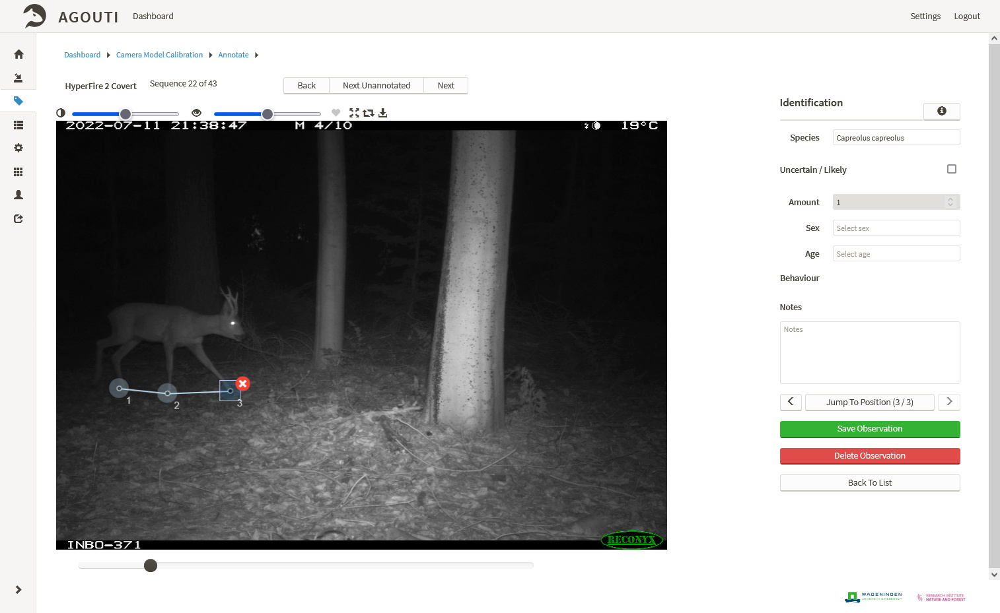 AGOUTI
Dashboard
Settings
Logout
Dashboard
Camera Model Calibration
Annotate
HyperFire 2 Covert
Sequence 22 of 43
Back
Next Unannotated
Next
2022-07-11 21:38:47
M 4/10
19°C
1
2
3
INBO-371
RECONYX
Identification
Species
Capreolus capreolus
Uncertain / Likely
Amount
1
Sex
Select sex
Age
Select age
Behaviour
Notes
Notes
Jump To Position (3 / 3)
Save Observation
Delete Observation
Back To List
WAGENINGEN
UNIVERSITY & RESEARCH
RESEARCH INSTITUTE
NATURE AND FOREST